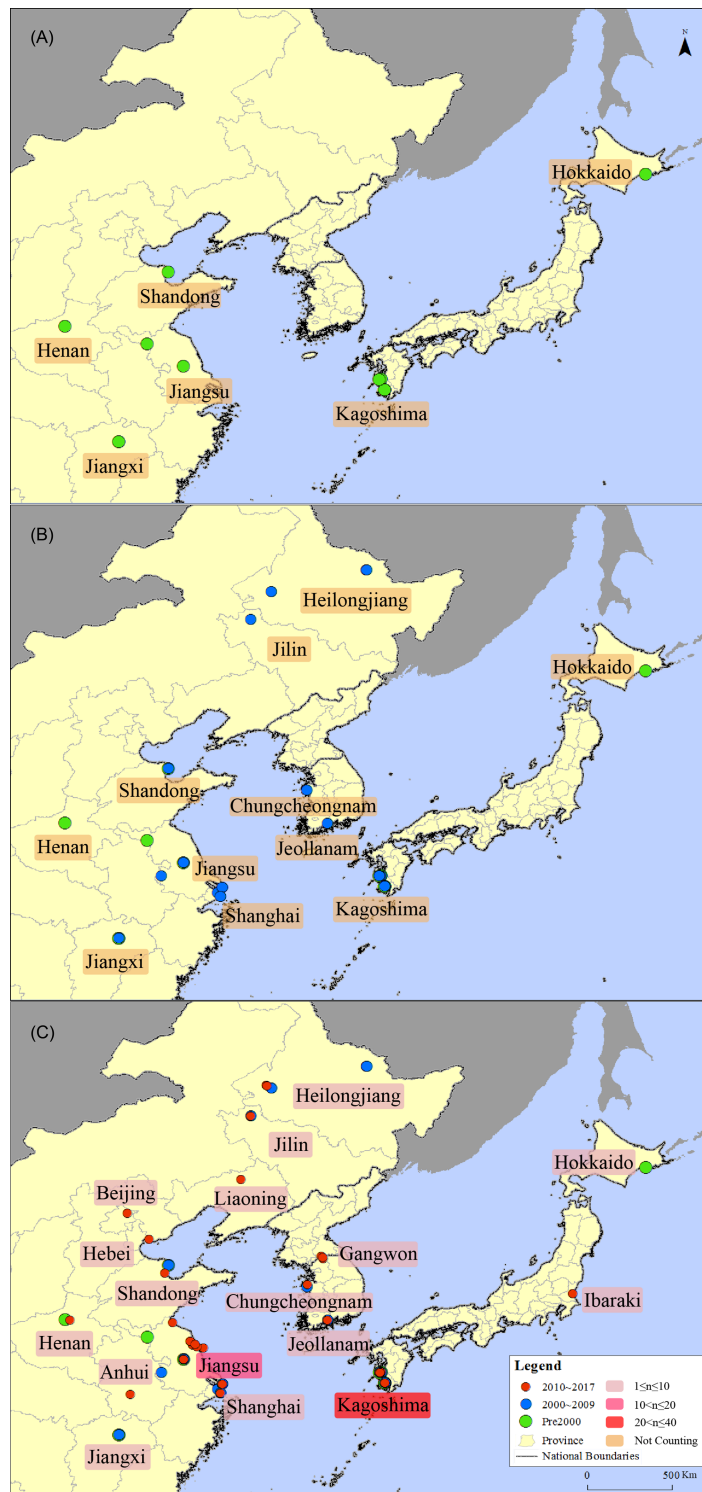 (A)
N
Hokkaido
Shandong
Henan
Jiangsu
Kagoshima
Jiangxi
(B)
Heilongjiang
Jilin
Hokkaido
Shandong
Chungcheongnam
Henan
Jeollanam
Jiangsu
Kagoshima
Shanghai
Jiangxi
(C)
Heilongjiang
Jilin
Hokkaido
Beijing
Liaoning
Hebei
Gangwon
Shandong
Chungcheongnam
Ibaraki
Henan
Jeollanam
Anhui
Jiangsu
Kagoshima
Shanghai
Jiangxi
Legend
2010~2017
2000~2009
Pre2000
Province
National Boundaries
1≤n≤10
10<n≤20
20<n≤40
Not Counting
0 500 Km